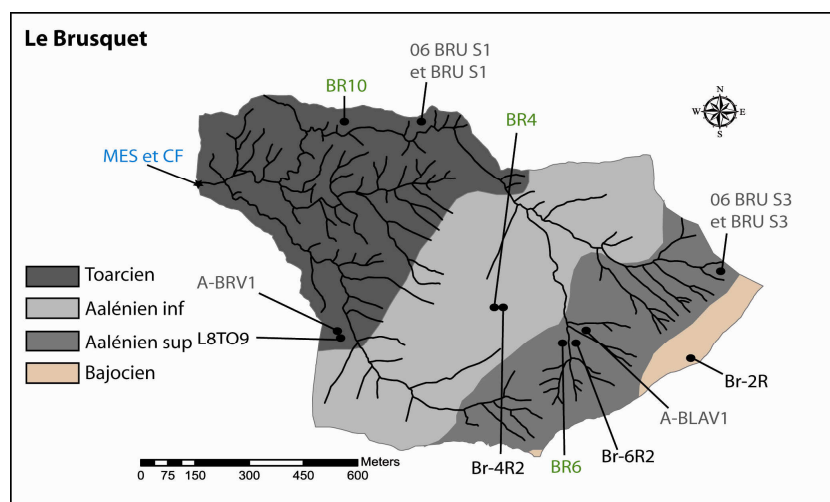 Le Brusquet
06 BRU S1
et BRU S1
BR10
BR4
N
W
E
S
MES et CF
06 BRU S3
et BRU S3
Toarcien
A-BRV1
Aalénien inf
Aalénien sup
L8TO9
Bajocien
Br-2R
A-BLAV1
Br-6R2
Br-4R2
BR6
Meters
0 75 150 300 450 600